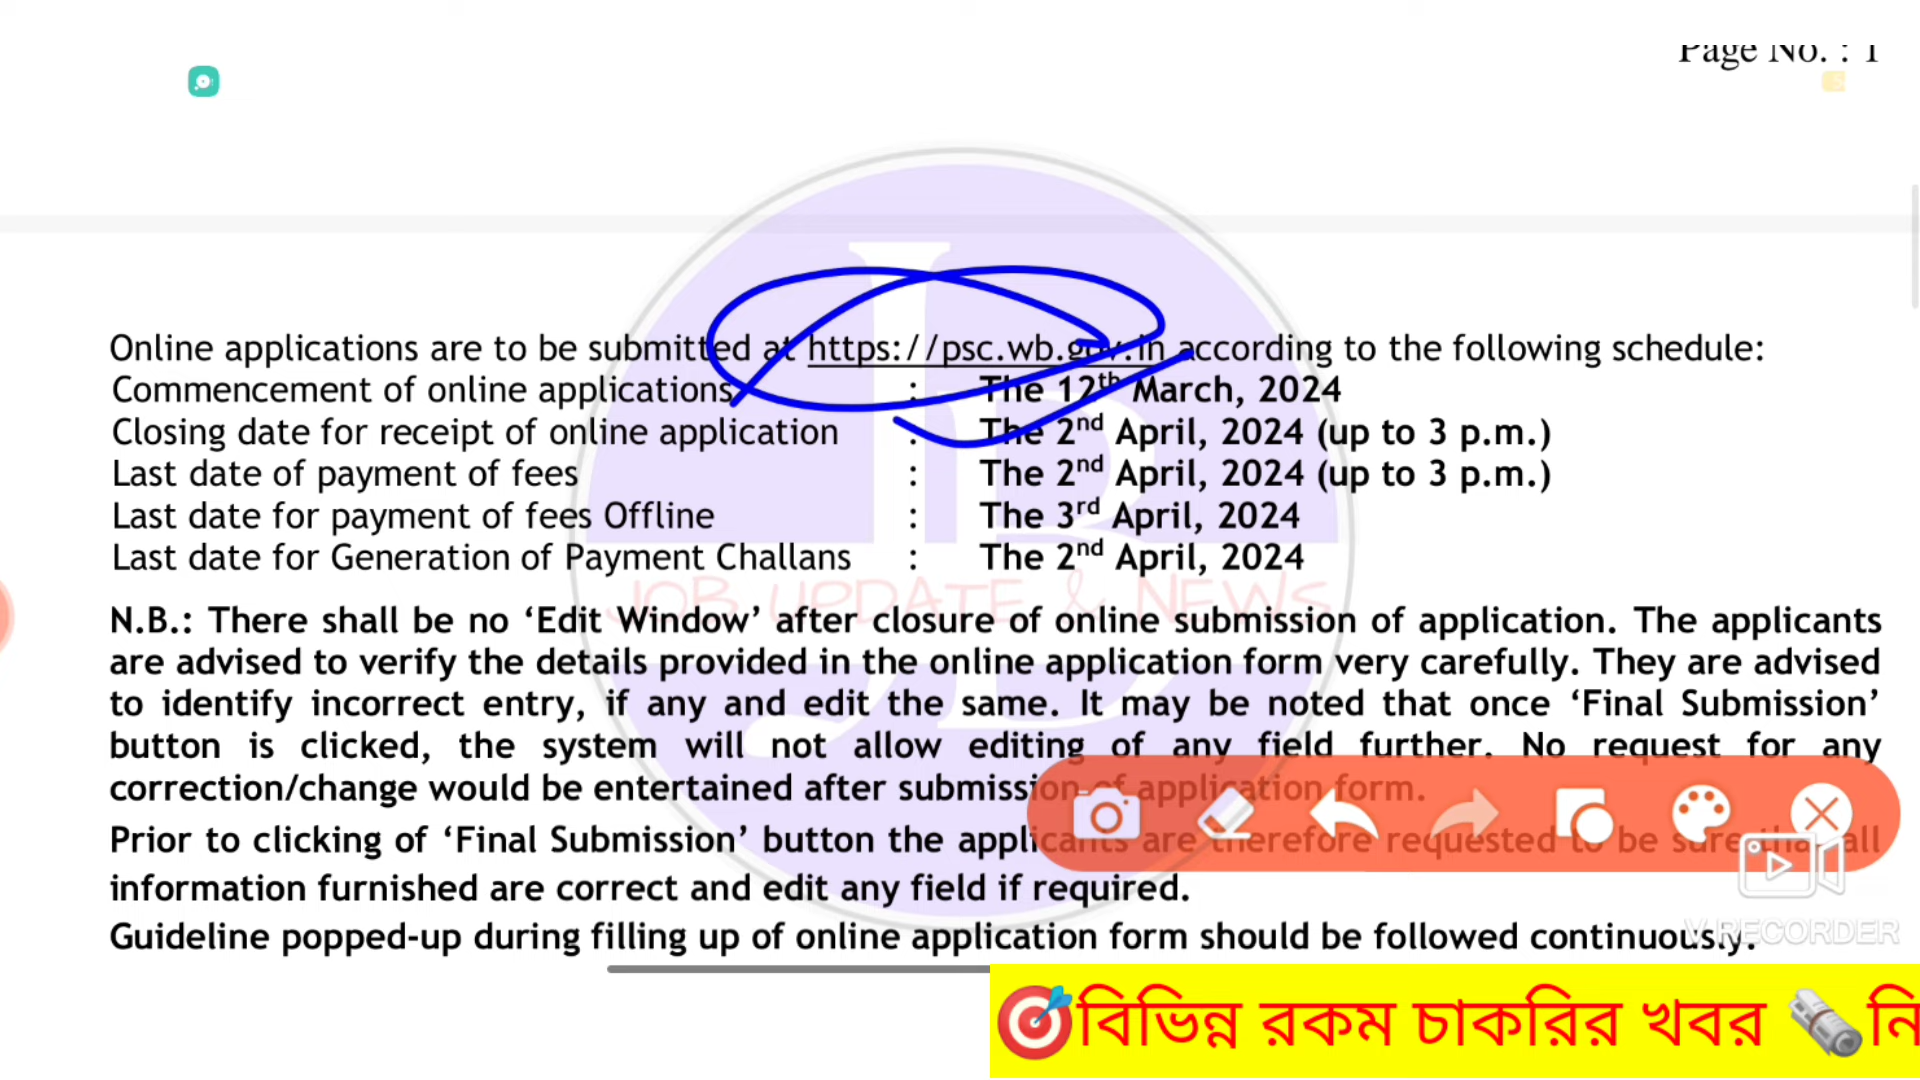 Page No. : 1
Online applications are to be submitted at https://psc.wb.gov.in according to the following schedule:
Commencement of online applications : The 12th March, 2024
Closing date for receipt of online application : The 2nd April, 2024 (up to 3 p.m.)
Last date of payment of fees : The 2nd April, 2024 (up to 3 p.m.)
Last date for payment of fees Offline : The 3rd April, 2024
Last date for Generation of Payment Challans : The 2nd April, 2024
JOB UPDATE & NEWS
N.B.: There shall be no ‘Edit Window’ after closure of online submission of application. The applicants
are advised to verify the details provided in the online application form very carefully. They are advised
to identify incorrect entry, if any and edit the same. It may be noted that once ‘Final Submission’
button is clicked, the system will not allow editing of any field further. No request for any
correction/change would be entertained after submission of application form.
Prior to clicking of ‘Final Submission’ button the applicants are therefore requested to be sure that all
information furnished are correct and edit any field if required.
Guideline popped-up during filling up of online application form should be followed continuously.
V RECORDER
বিভিন্ন রকম চাকরির খবর নি